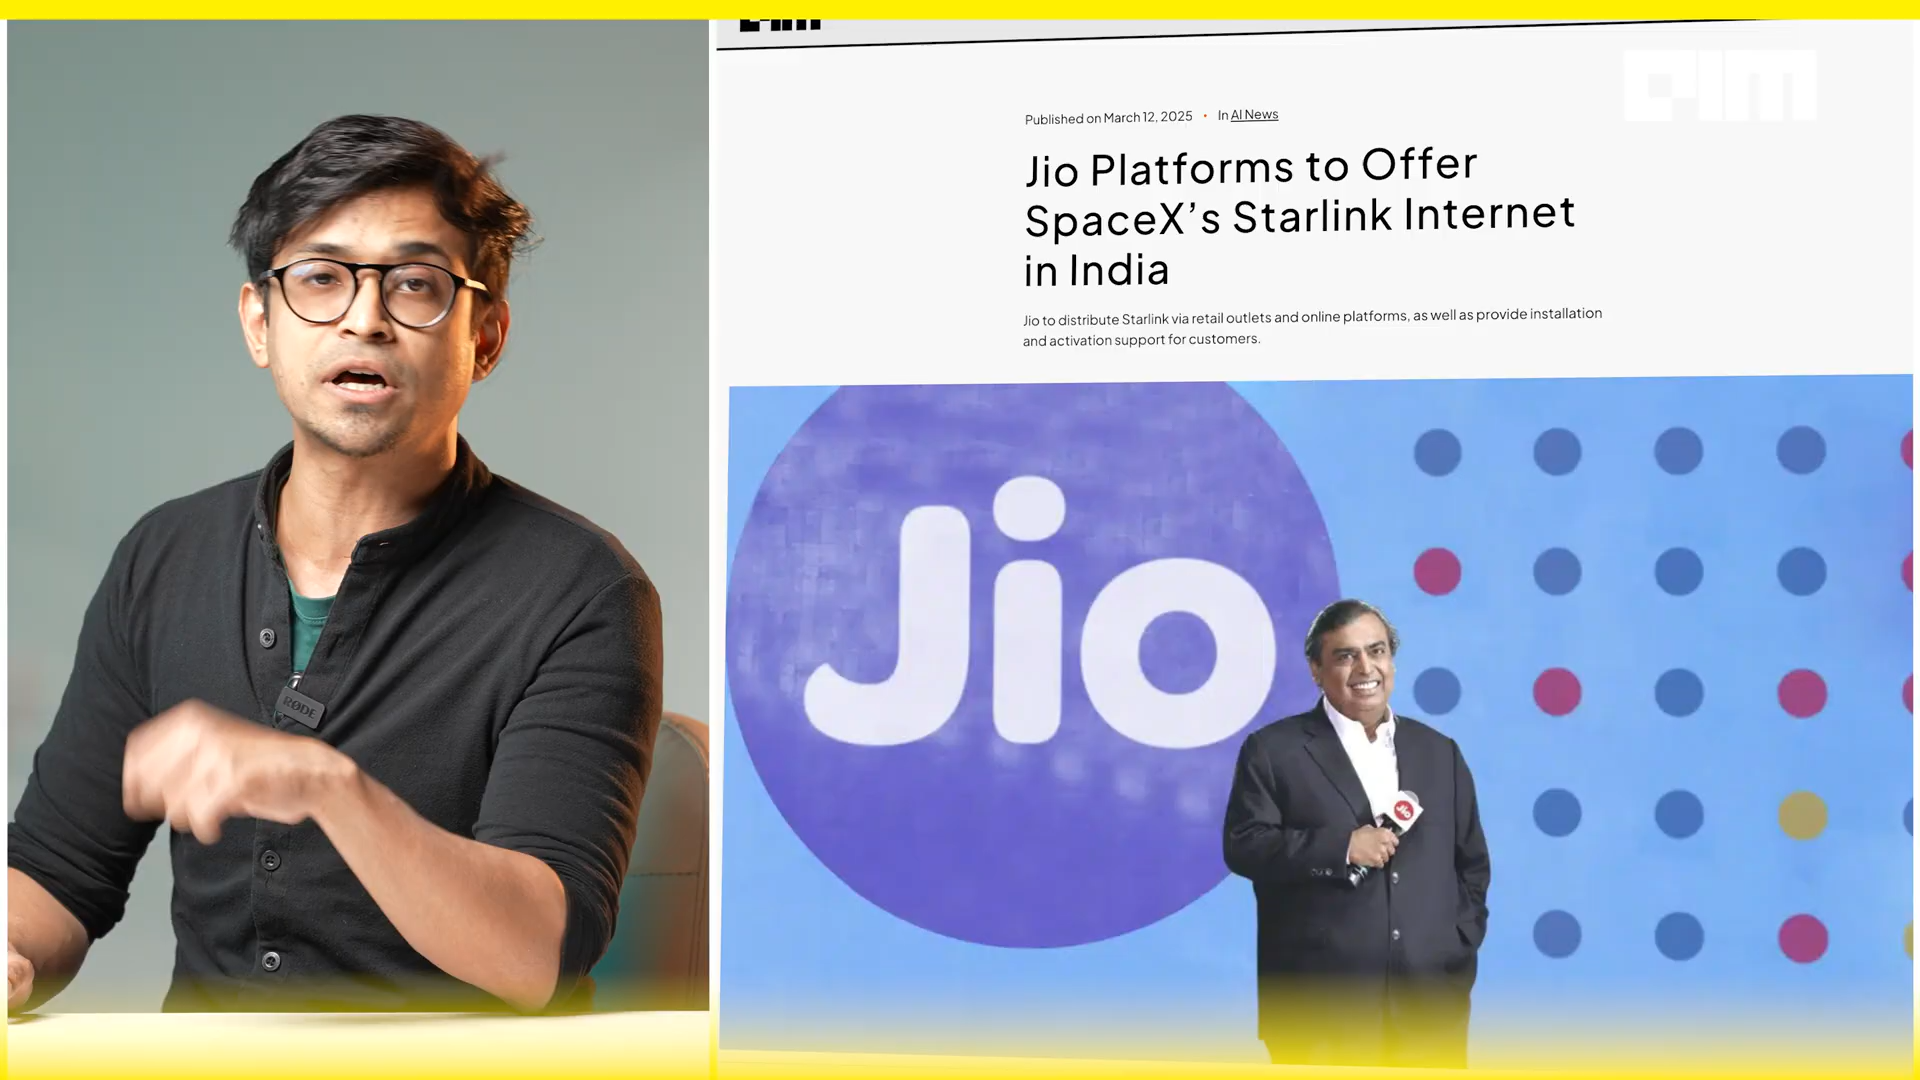 Published on March 12, 2025 • In AI News
Jio Platforms to Offer
SpaceX’s Starlink Internet
in India
Jio to distribute Starlink via retail outlets and online platforms, as well as provide installation
and activation support for customers.
AIM
Jio
Jio
RØDE